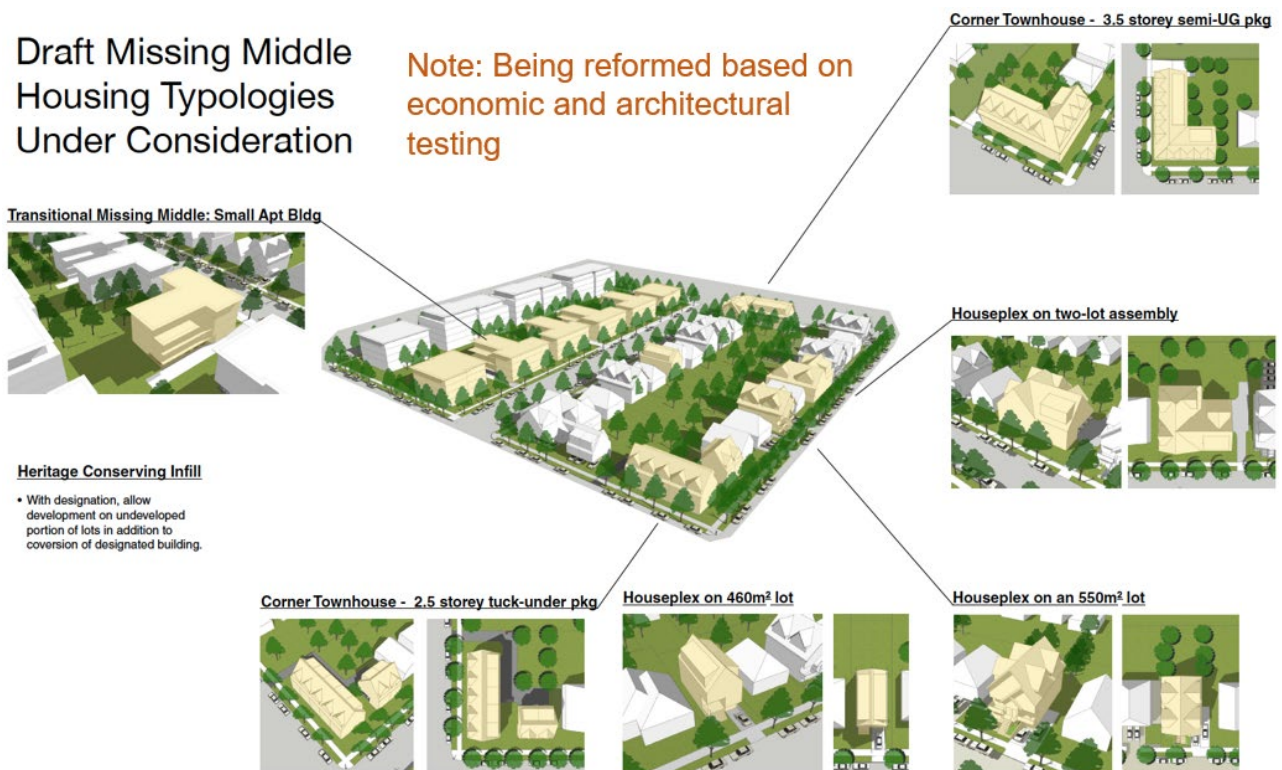 Draft Missing Middle
Housing Typologies
Under Consideration
Note: Being reformed based on
economic and architectural
testing
Corner Townhouse - 3.5 storey semi-UG pkg
Transitional Missing Middle: Small Apt Bldg
Houseplex on two-lot assembly
Heritage Conserving Infill
• With designation, allow
development on undeveloped
portion of lots in addition to
coversion of designated building.
Corner Townhouse - 2.5 storey tuck-under pkg
Houseplex on 460m² lot
Houseplex on an 550m² lot